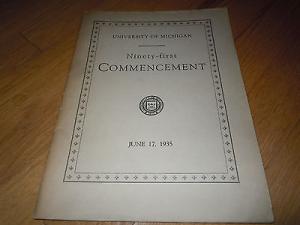 UNIVERSITY OF MICHIGAN
Ninety-first
COMMENCEMENT
JUNE 17, 1935